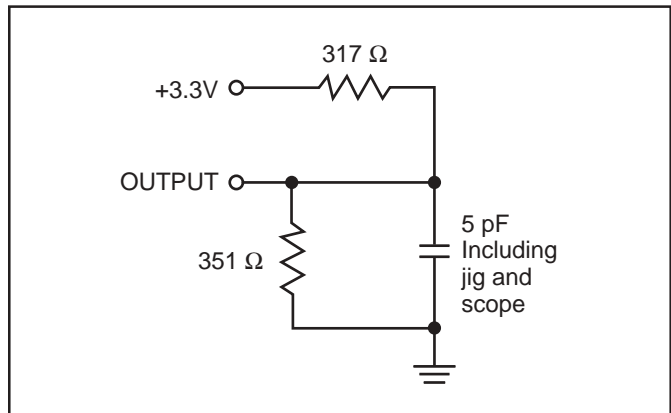 317 Ω
+3.3V
OUTPUT
351 Ω
5 pF
Including
jig and
scope